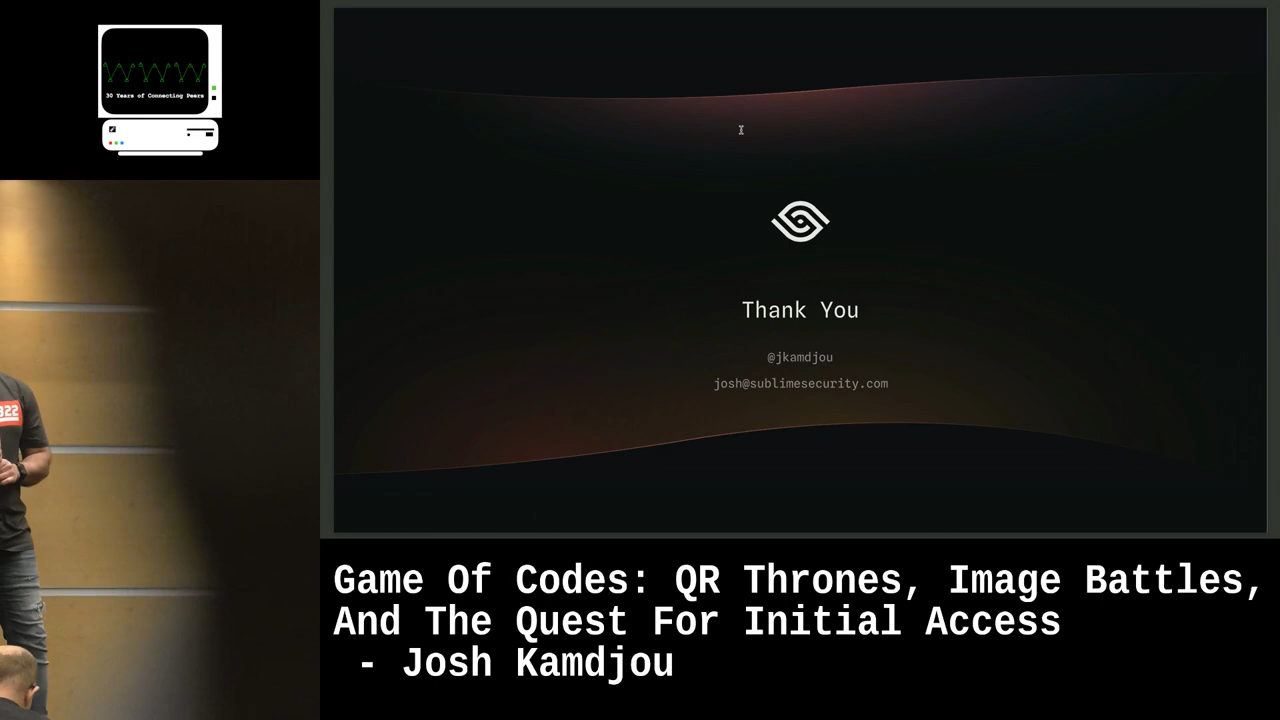 30 Years of Connecting Peers
322
Thank You
@jkamdjou
josh@sublimesecurity.com
Game Of Codes: QR Thrones, Image Battles,
And The Quest For Initial Access
- Josh Kamdjou